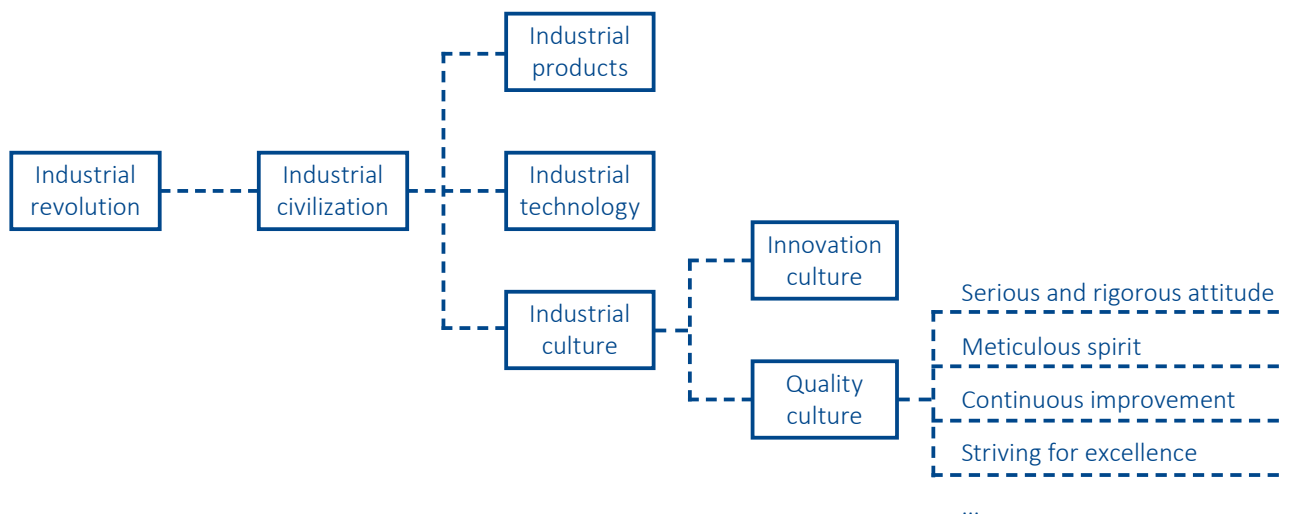 Industrial
products
Industrial
revolution
Industrial
civilization
Industrial
technology
Industrial
culture
Innovation
culture
Quality
culture
Serious and rigorous attitude
Meticulous spirit
Continuous improvement
Striving for excellence
...